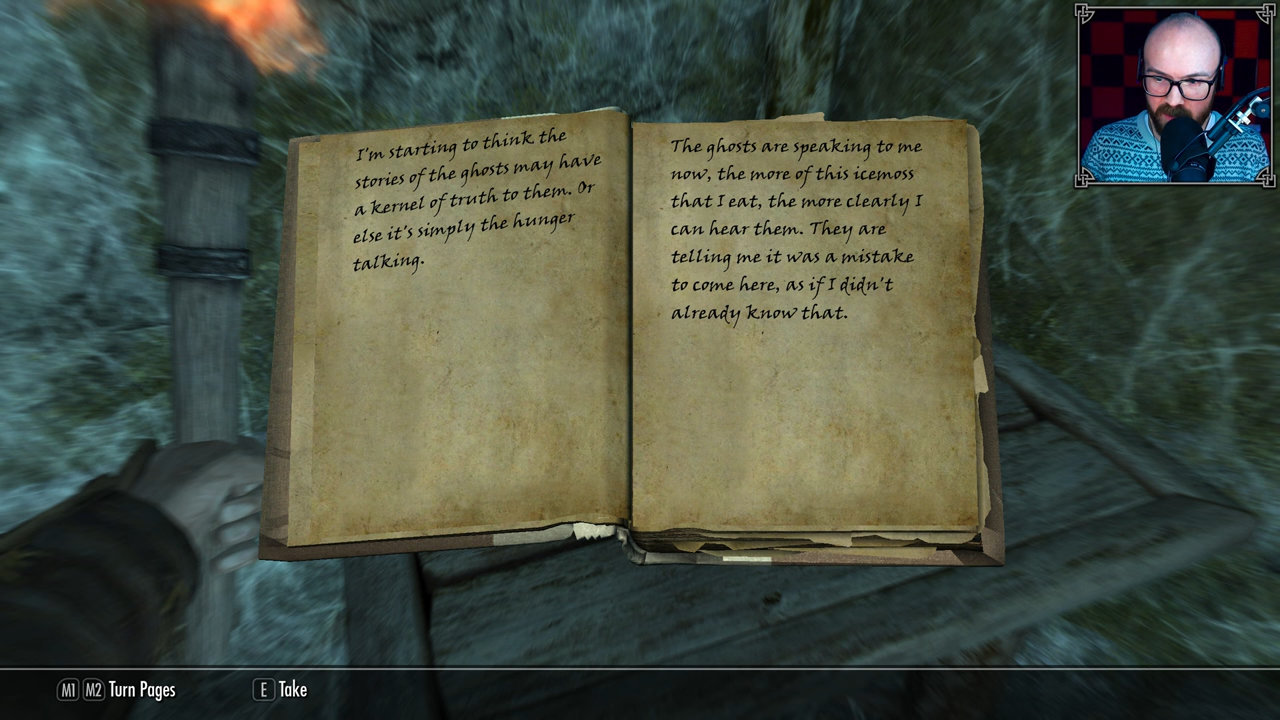 I'm starting to think the
stories of the ghosts may have
a kernel of truth to them. Or
else it's simply the hunger
talking.
The ghosts are speaking to me
now, the more of this icemoss
that I eat, the more clearly I
can hear them. They are
telling me it was a mistake
to come here, as if I didn't
already know that.
M1 M2 Turn Pages
E Take